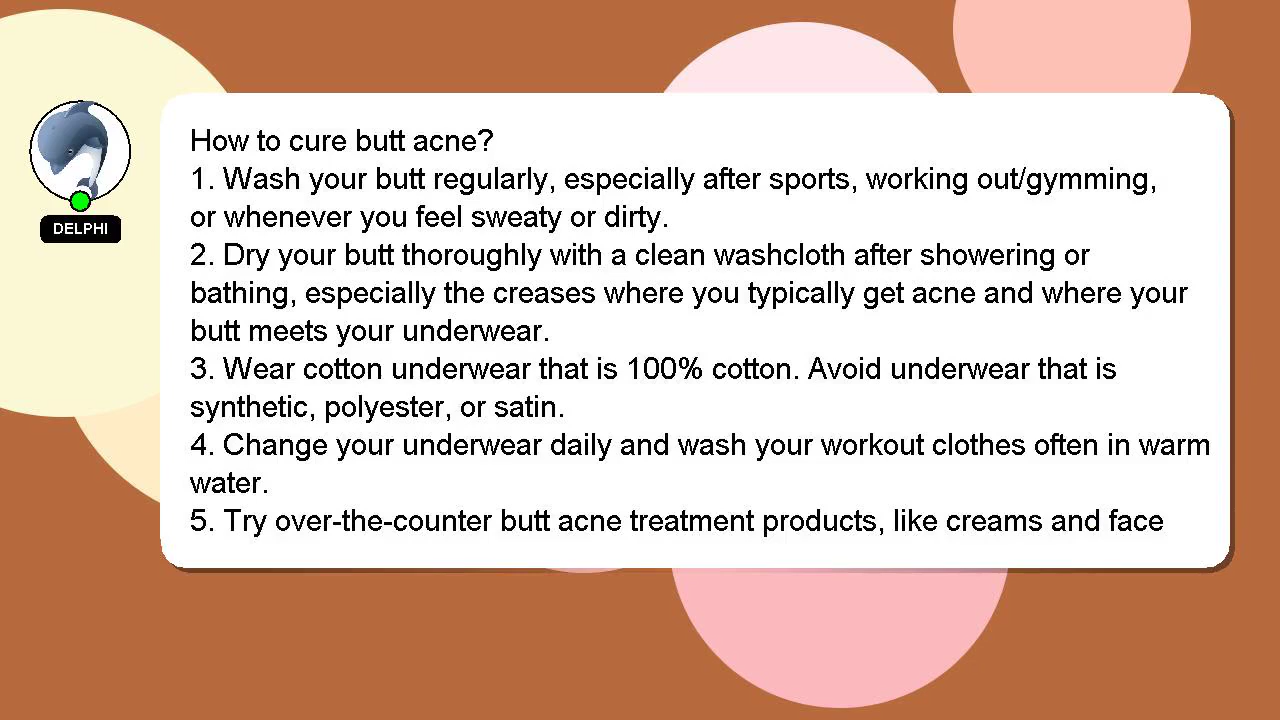 DELPHI
How to cure butt acne?
1. Wash your butt regularly, especially after sports, working out/gymming,
or whenever you feel sweaty or dirty.
2. Dry your butt thoroughly with a clean washcloth after showering or
bathing, especially the creases where you typically get acne and where your
butt meets your underwear.
3. Wear cotton underwear that is 100% cotton. Avoid underwear that is
synthetic, polyester, or satin.
4. Change your underwear daily and wash your workout clothes often in warm
water.
5. Try over-the-counter butt acne treatment products, like creams and face